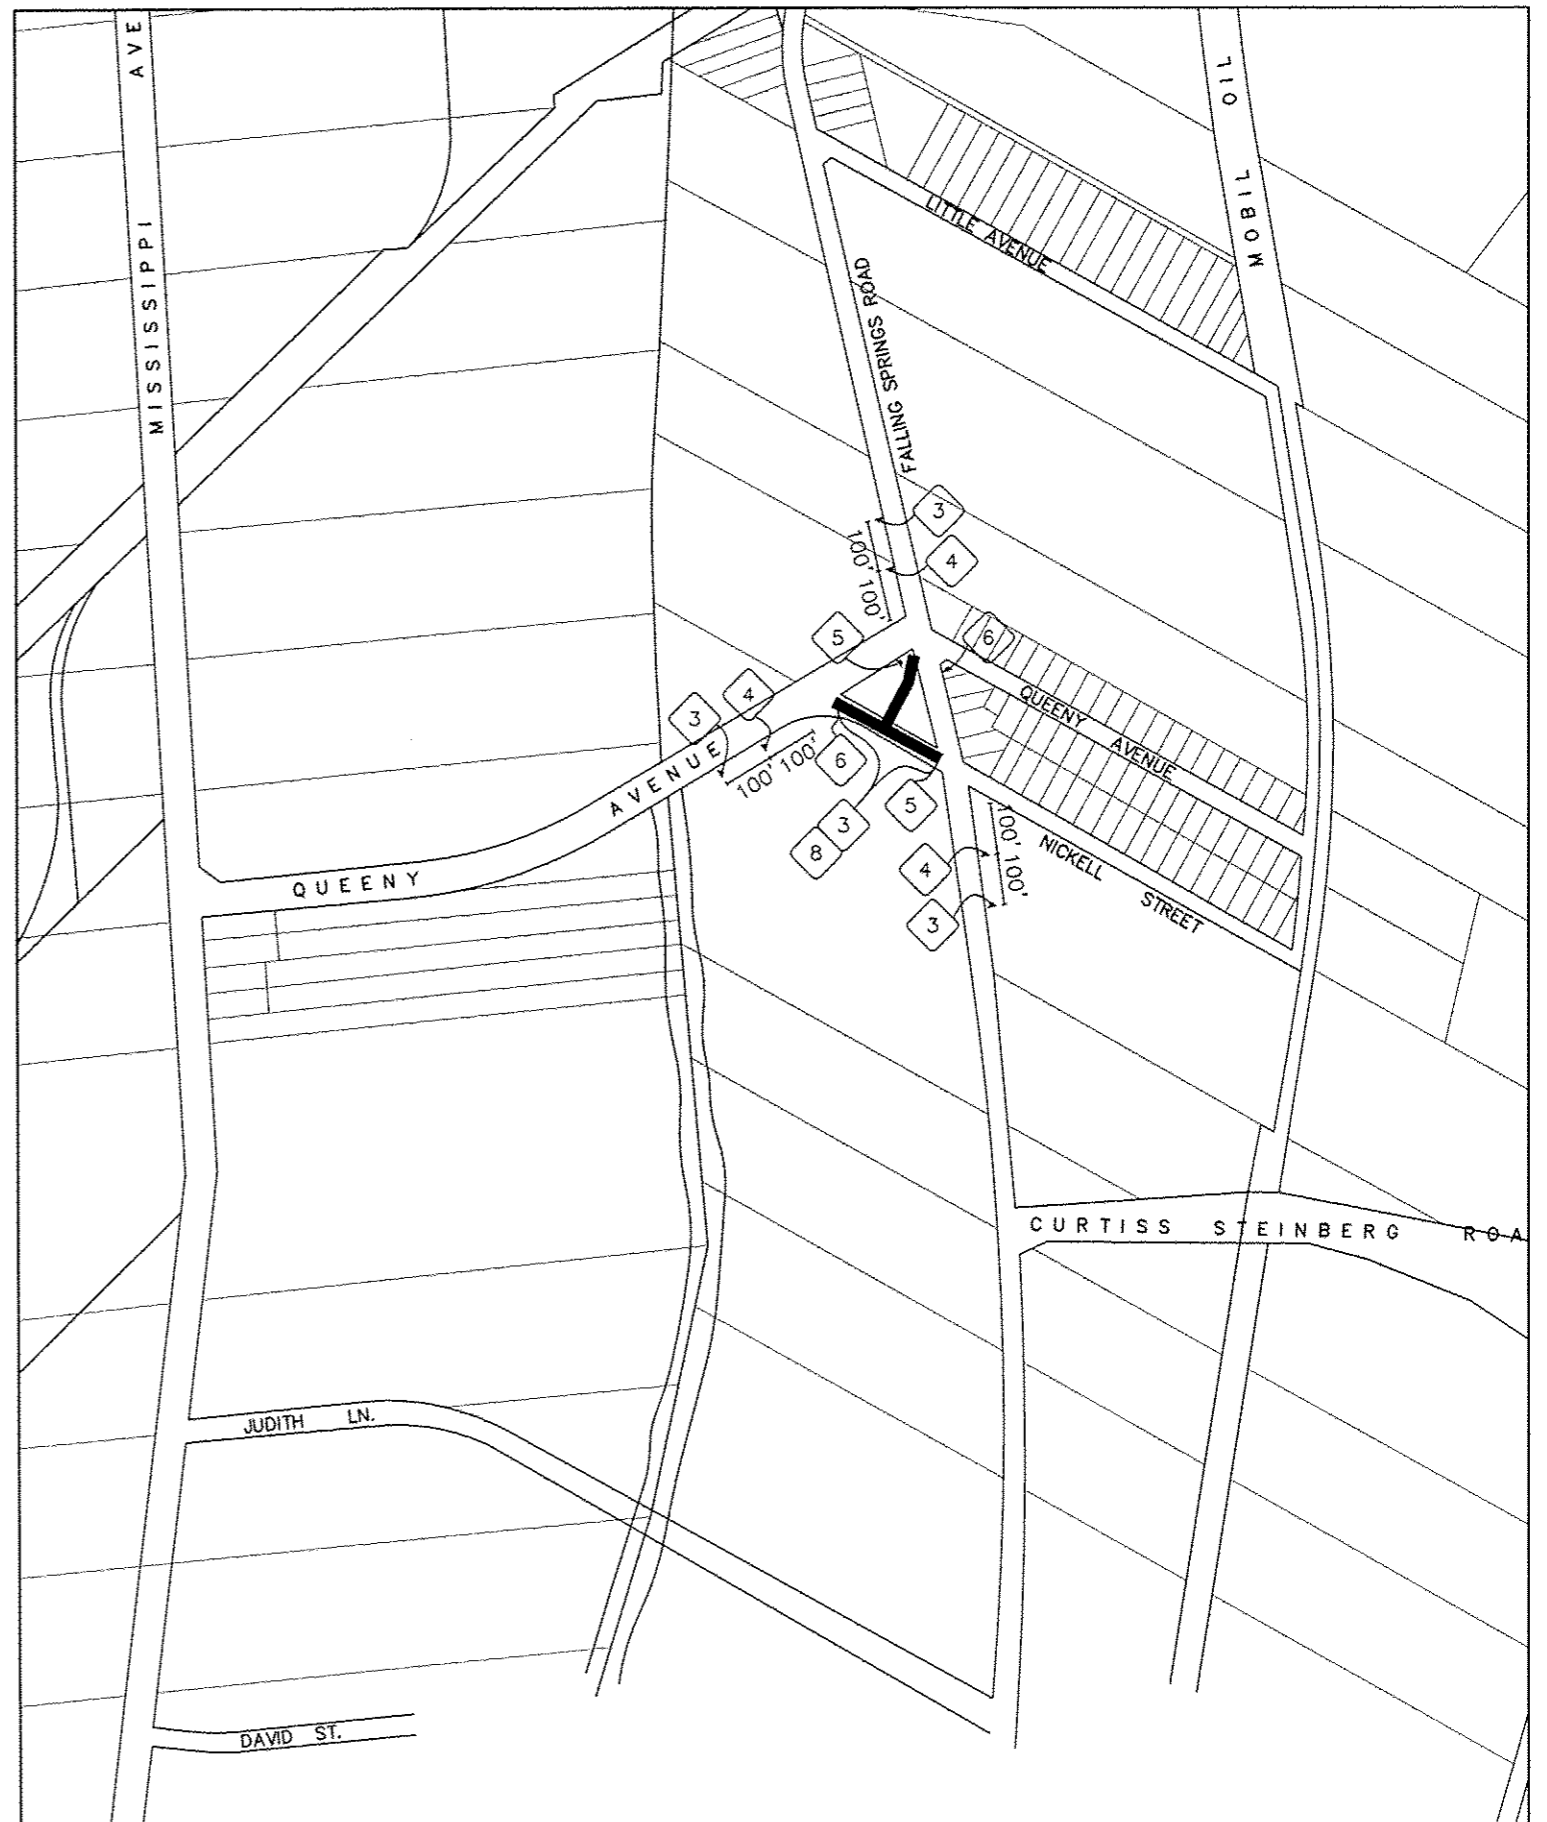 MISSISSIPPI AVE
MOBIL OIL
LITTLE AVENUE
FALLING SPRINGS ROAD
3
4
100' 100'
5
6
4
3
QUEENY AVENUE
100' 100'
6
5
3
8
100' 100'
4
3
NICKELL STREET
QUEENY AVENUE
CURTISS STEINBERG ROA
JUDITH LN.
DAVID ST.